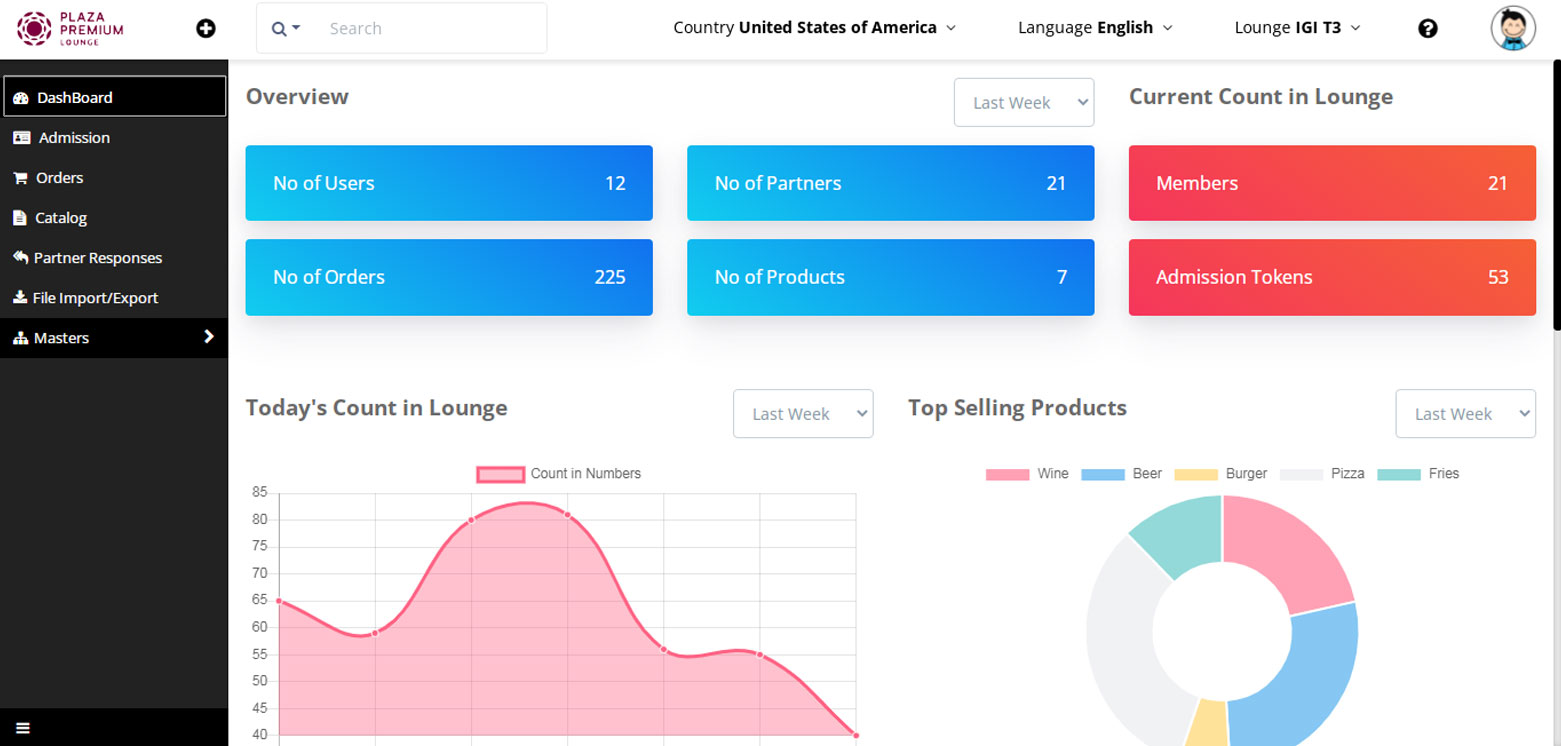 PLAZA
PREMIUM
LOUNGE
Search
Country United States of America
Language English
Lounge IGI T3
DashBoard
Admission
Orders
Catalog
Partner Responses
File Import/Export
Masters
Overview
Last Week
Current Count in Lounge
No of Users 12
No of Partners 21
Members 21
No of Orders 225
No of Products 7
Admission Tokens 53
Today's Count in Lounge
Last Week
Top Selling Products
Last Week
Count in Numbers
85
80
75
70
65
60
55
50
45
40
Wine Beer Burger Pizza Fries